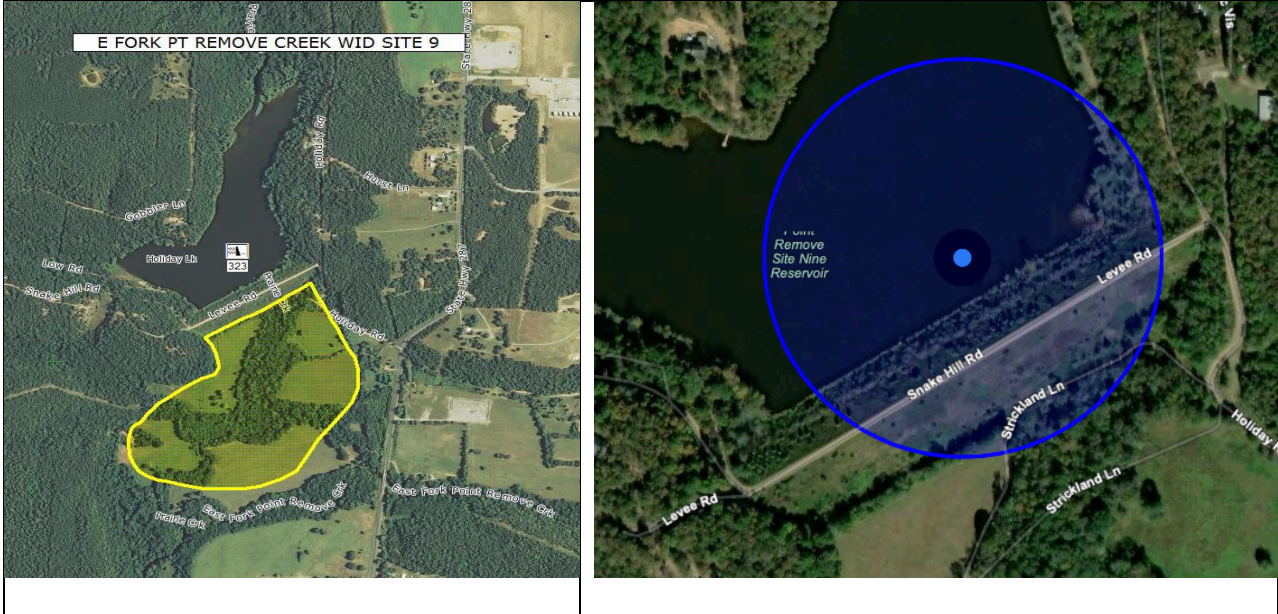 E FORK PT REMOVE CREEK WID SITE 9
State Hwy 287
Holiday Rd
Hurst Ln
Gobbler Ln
Holiday Lk
323
Low Rd
Snake Hill Rd
Levee Rd
State Hwy 287
Holiday Rd
East Fork Point Remove Crk
East Fork Point Remove Crk
Prairie Crk
Point
Remove
Site Nine
Reservoir
Levee Rd
Snake Hill Rd
Strickland Ln
Holiday
Strickland Ln
Levee Rd